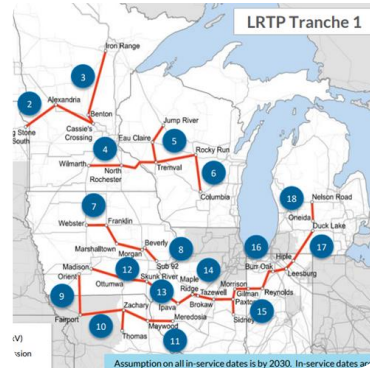 LRTP Tranche 1
Iron Range
3
2
Alexandria
Benton
g Stone
South
Cassie's
Crossing
Jump River
4
Eau Claire
5
Rocky Run
Wilmarth
North
Rochester
Tremval
6
Columbia
18
Nelson Road
7
Oneida
Webster
Franklin
Duck Lake
Marshalltown
Morgan
Beverly
8
16
Hiple
17
Sub 92
Madison
12
14
Burr Oak
Leesburg
Orient
Skunk River
Maple
Ridge
Morrison
Ottumwa
13
Tazewell
Gilman
Reynolds
9
Ipava
Brokaw
Paxton
Zachary
Meredosia
Sidney
15
Fairport
10
Thomas
Maywood
11
V)
ssion
Assumption on all in-service dates is by 2030. In-service dates are